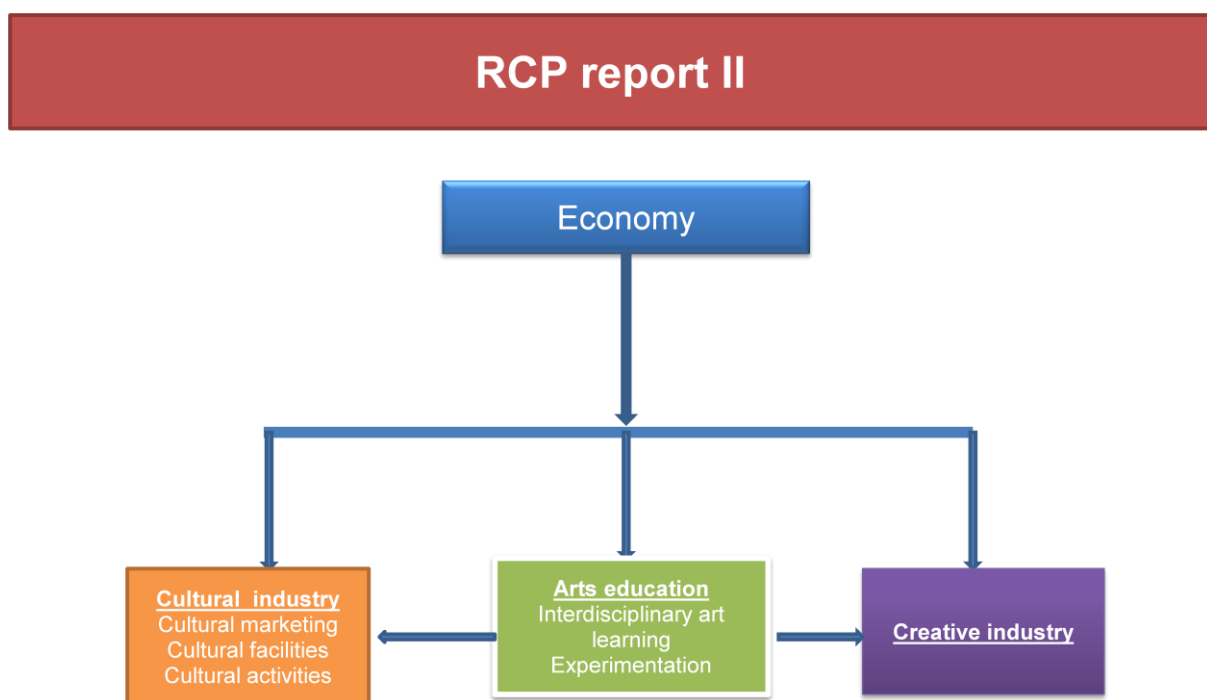 RCP report II
Economy
Cultural  industry
Cultural marketing
Cultural facilities
Cultural activities
Arts education
Interdisciplinary art
learning
Experimentation
Creative industry